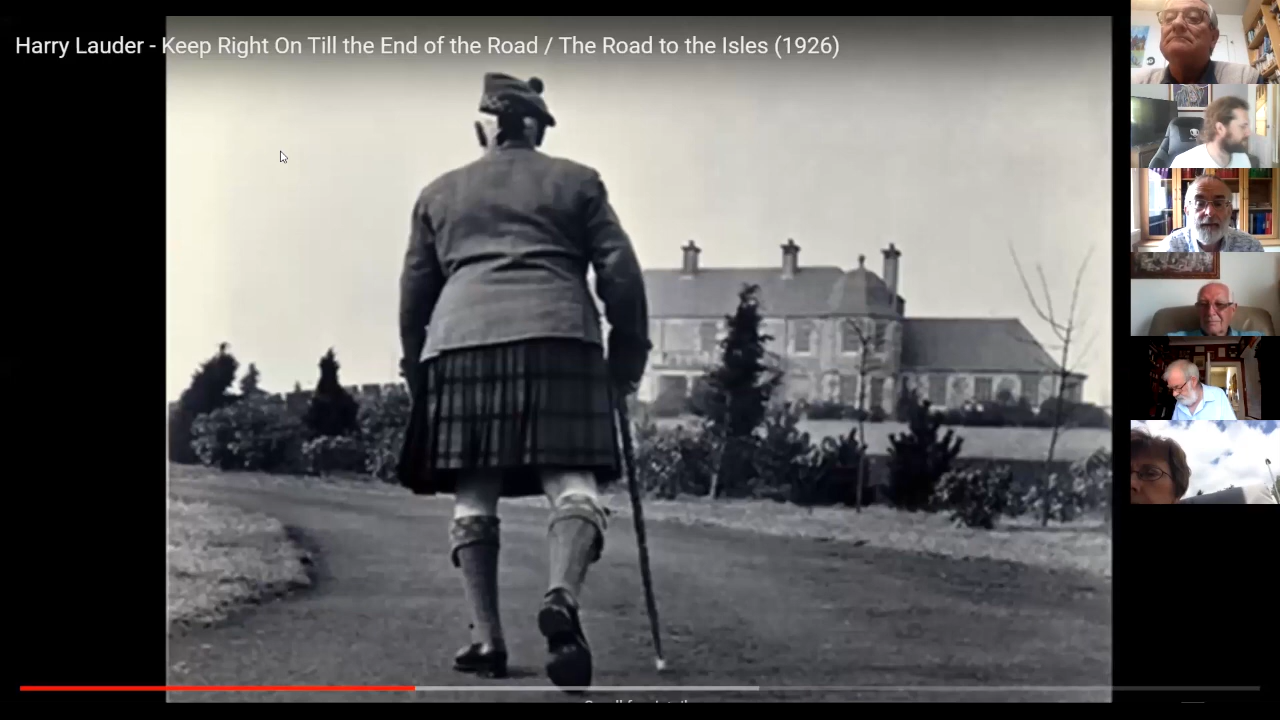 Harry Lauder - Keep Right On Till the End of the Road / The Road to the Isles (1926)